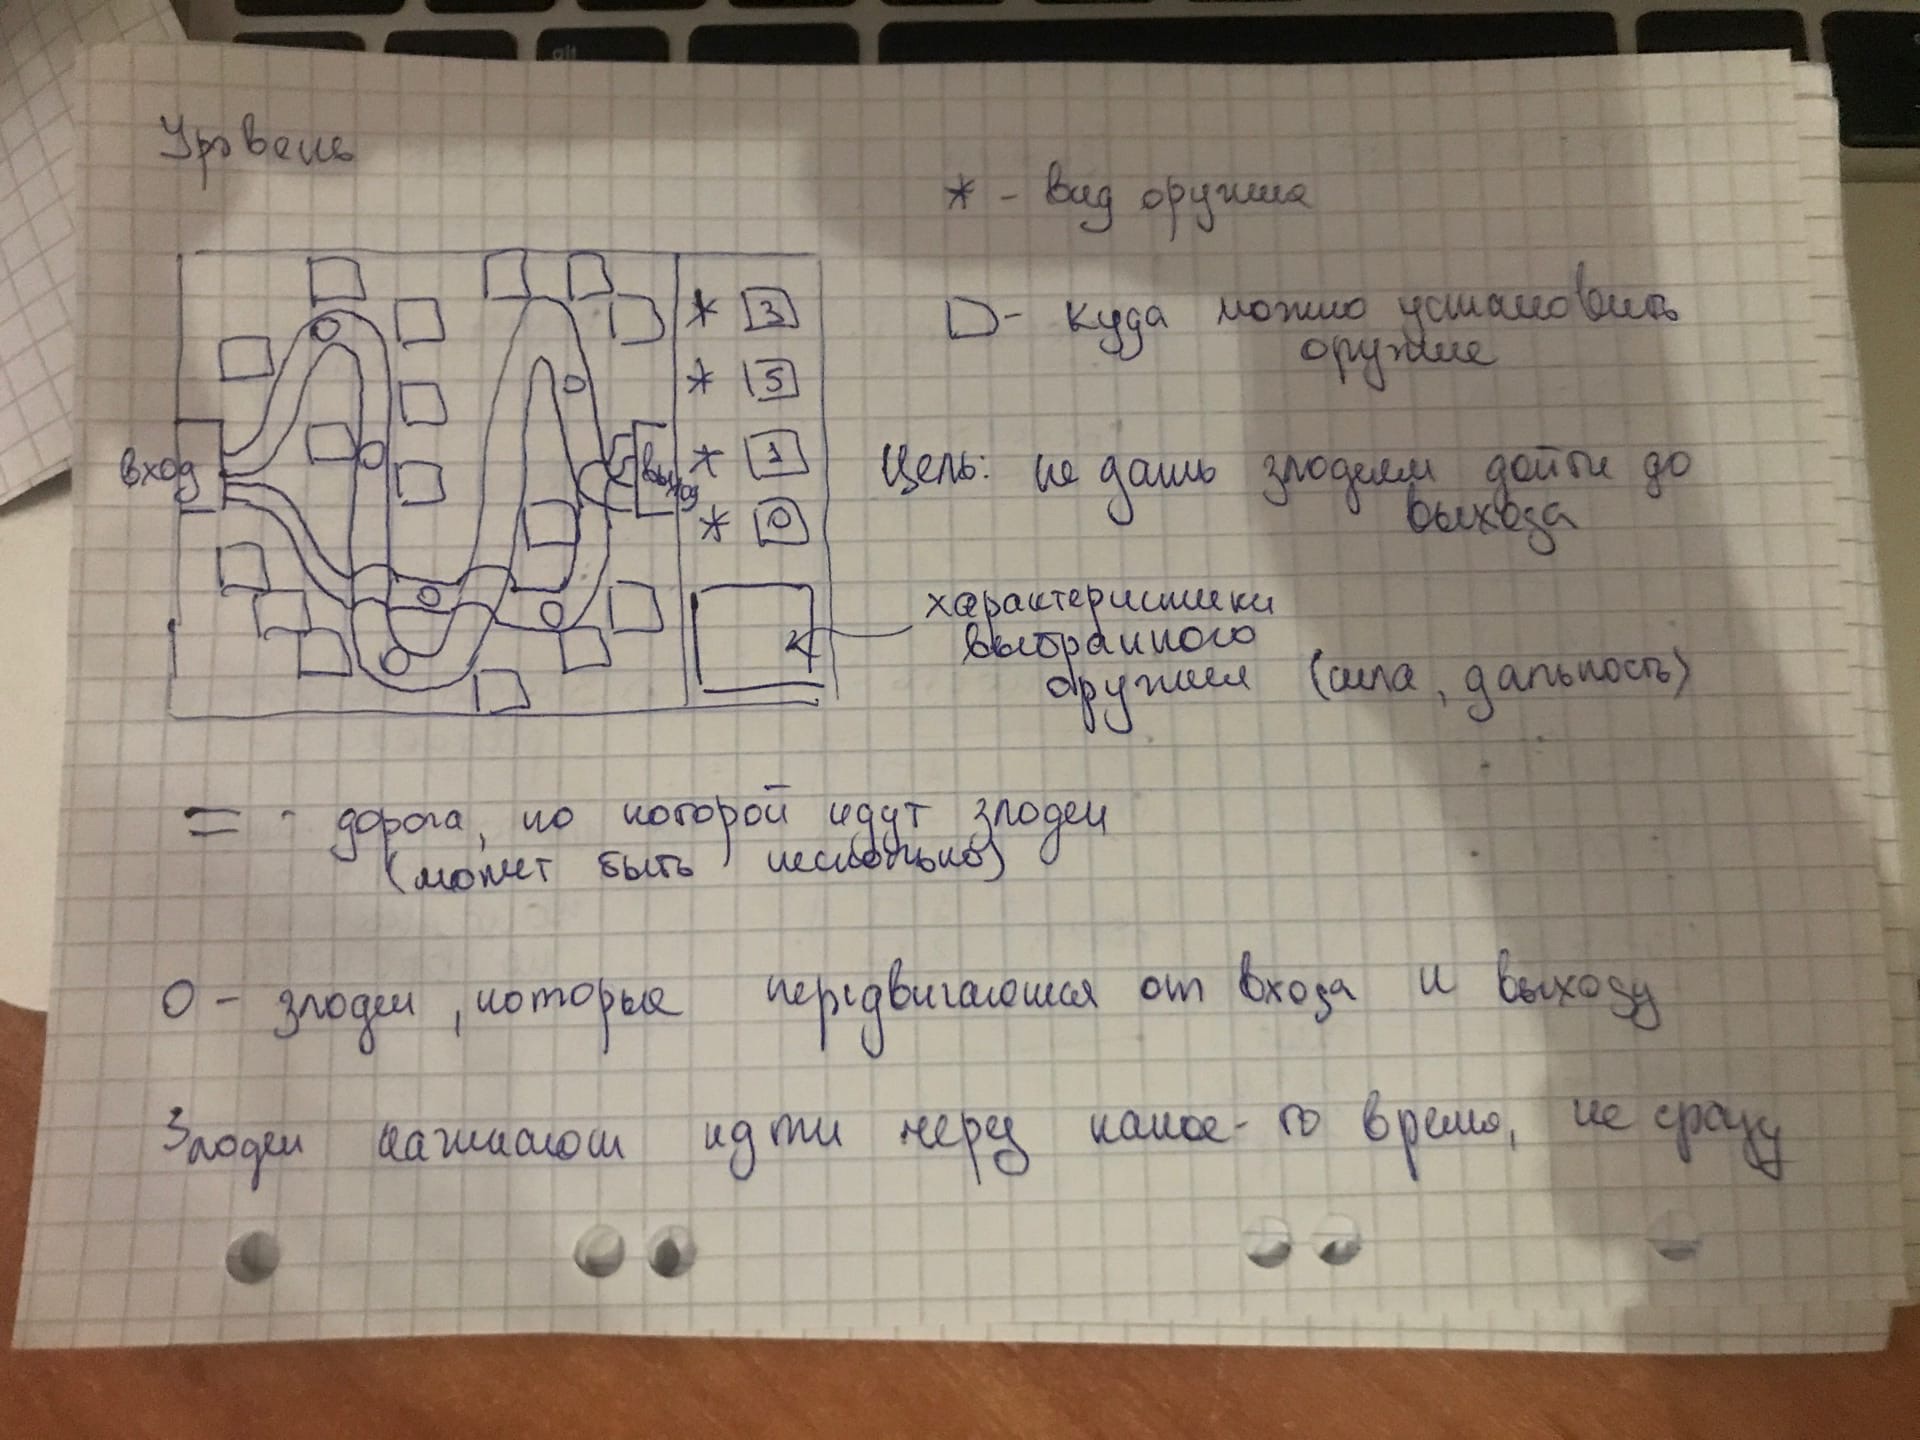 Уровень
* - вид оружия
* 3
* 5
* 1
* 0
вход
выход
□ - куда можно установить
оружие
Цель: не дать злодеям дойти до
выхода
характеристики
выбранного
оружия (сила, дальность)
= - дорога, по которой идут злодеи
(может быть несколько)
О - злодеи, которые передвигаются от входа к выходу
Злодеи начинают идти через какое-то время, не сразу
alt